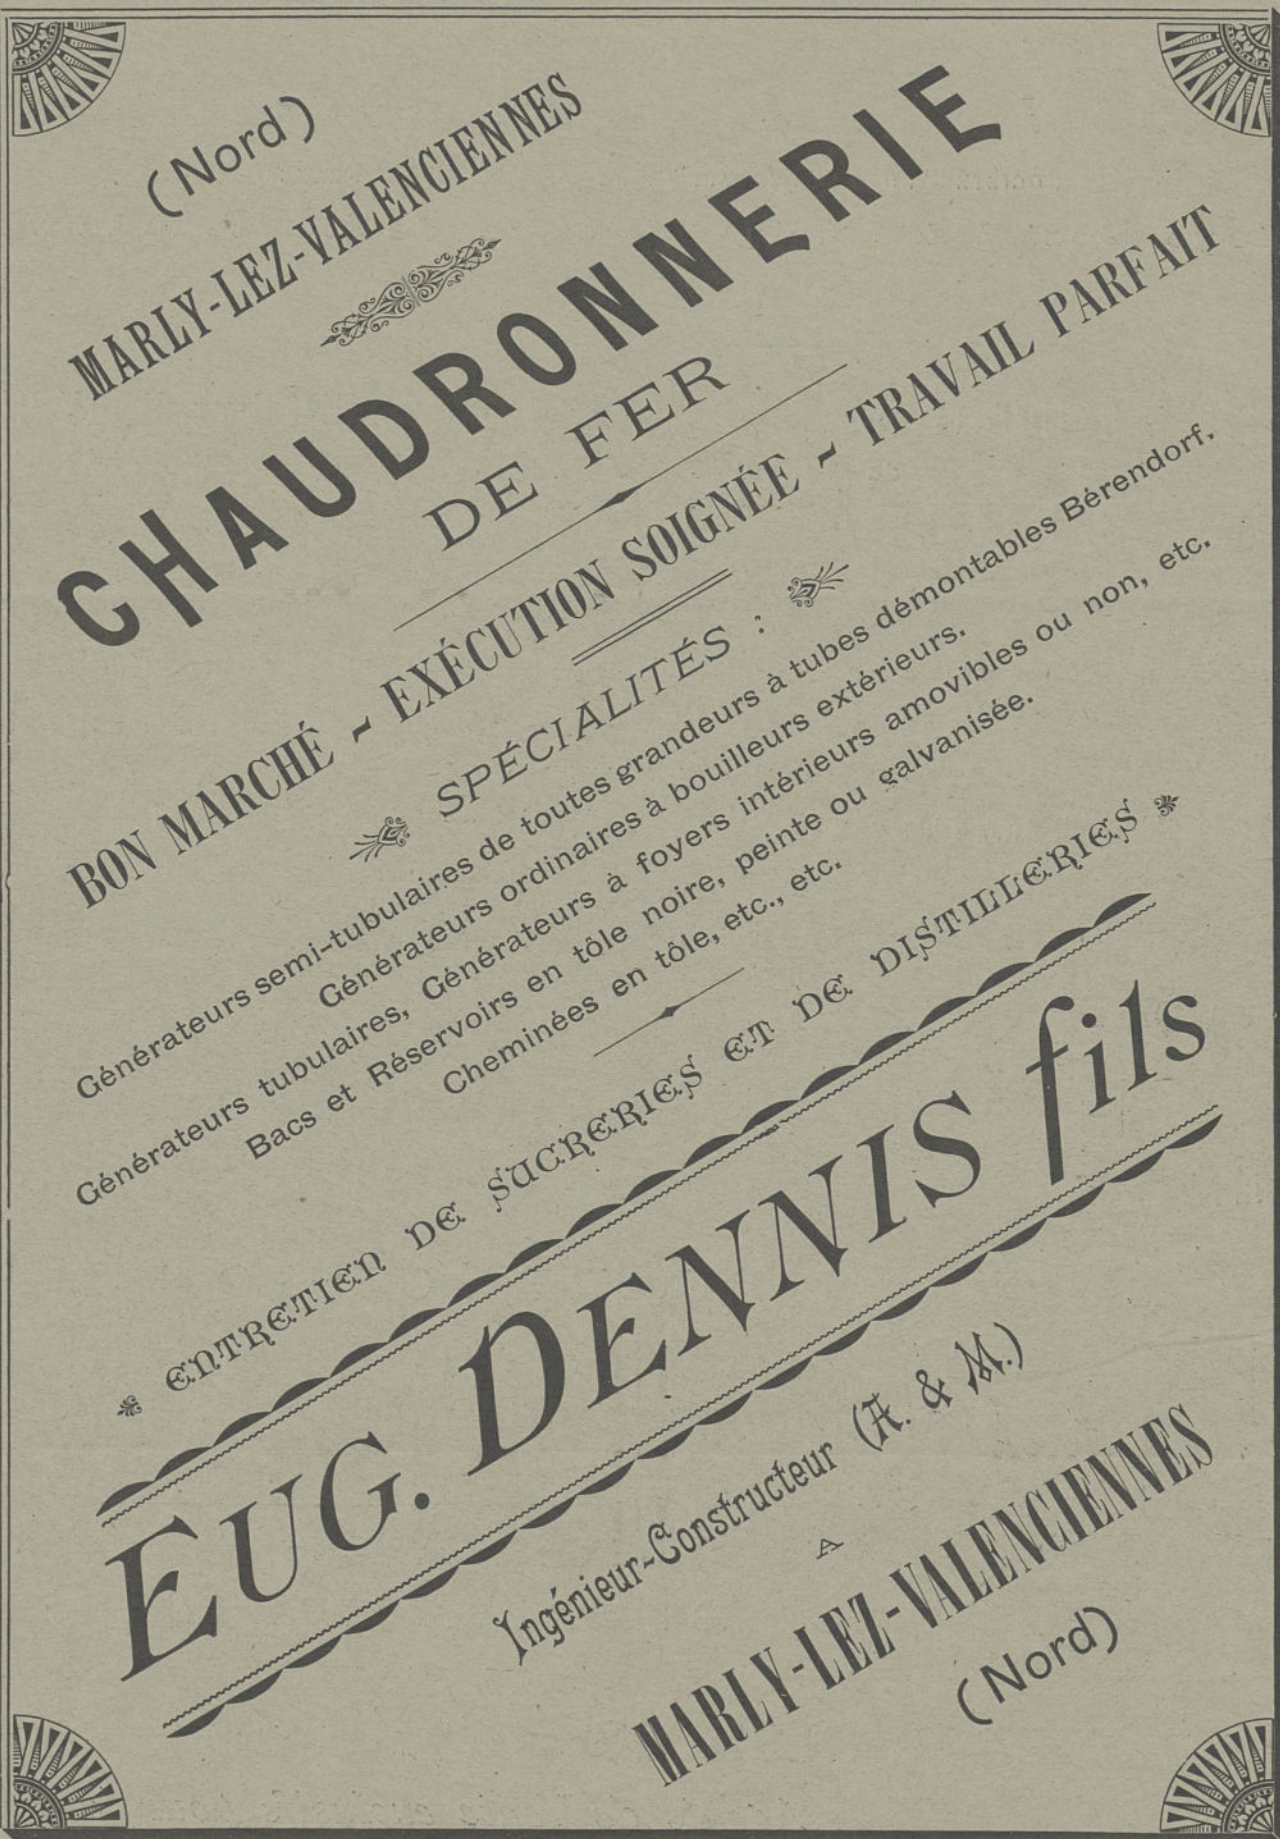 (Nord)
MARLY-LEZ-VALENCIENNES
CHAUDRONNERIE
DE FER
BON MARCHÉ - EXÉCUTION SOIGNÉE - TRAVAIL PARFAIT
SPÉCIALITÉS :
Générateurs semi-tubulaires de toutes grandeurs à tubes démontables Bérendorf.
Générateurs ordinaires à bouilleurs extérieurs.
Générateurs tubulaires, Générateurs à foyers intérieurs amovibles ou non, etc.
Bacs et Réservoirs en tôle noire, peinte ou galvanisée.
Cheminées en tôle, etc., etc.
ENTRETIEN DE SUCRERIES ET DE DISTILLERIES
EUG. DENNIS fils
Ingénieur-Constructeur (A. & M.)
A
MARLY-LEZ-VALENCIENNES
(Nord)